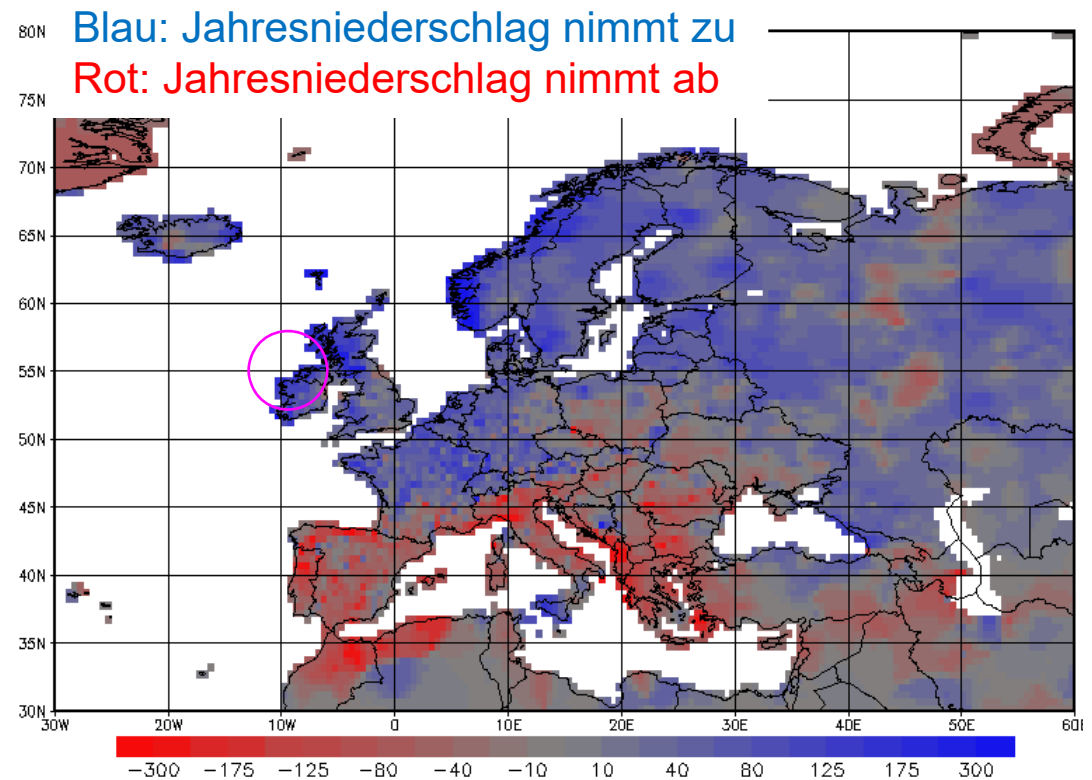 Blau: Jahresniederschlag nimmt zu
Rot: Jahresniederschlag nimmt ab
80N
75N
70N
65N
60N
55N
50N
45N
40N
35N
30N
30W 20W 10W 0 10E 20E 30E 40E 50E 60E
−300 −175 −125 −80 −40 −10 10 40 80 125 175 300